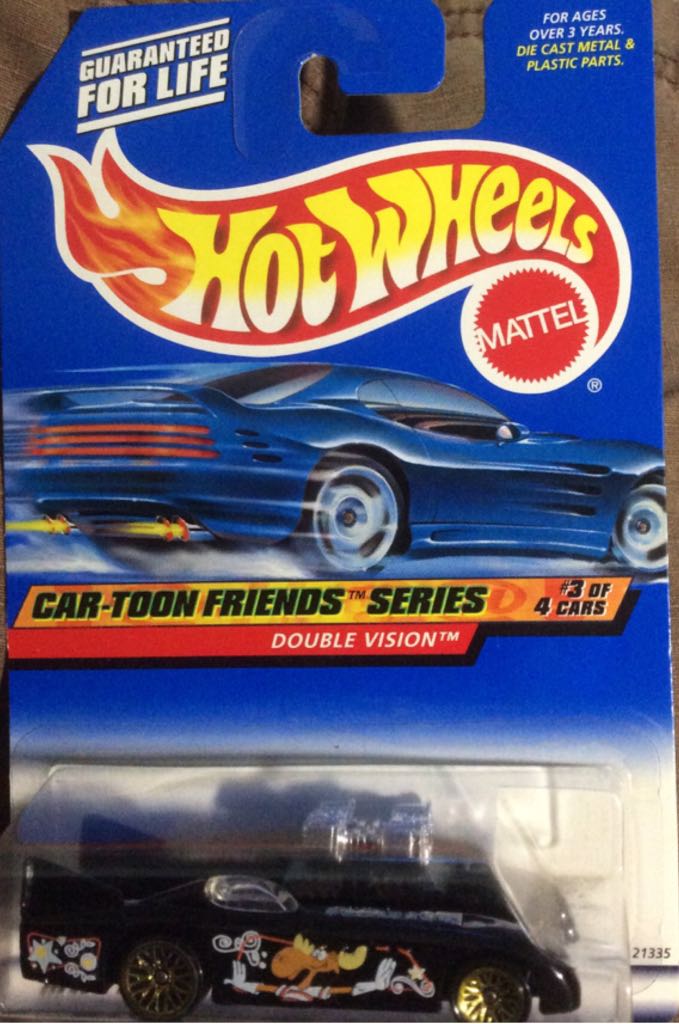 GUARANTEED
FOR LIFE
FOR AGES
OVER 3 YEARS.
DIE CAST METAL &
PLASTIC PARTS.
HOT WHEELS
MATTEL
®
CAR-TOON FRIENDS™ SERIES
#3 OF
4 CARS
DOUBLE VISION™
21335